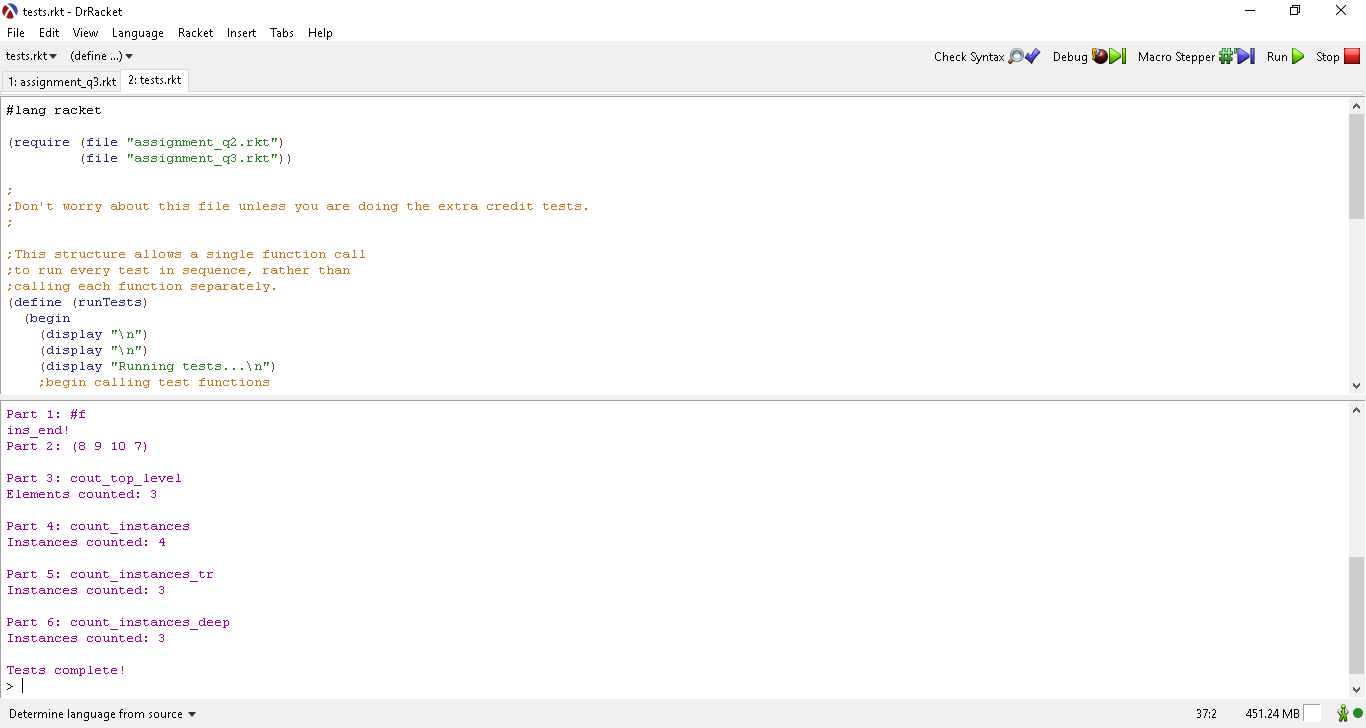 tests.rkt - DrRacket
File Edit View Language Racket Insert Tabs Help
tests.rkt (define ...) Check Syntax Debug Macro Stepper Run Stop
1: assignment_q3.rkt 2: tests.rkt
#lang racket
(require (file "assignment_q2.rkt")
(file "assignment_q3.rkt"))
;
;Don't worry about this file unless you are doing the extra credit tests.
;
;This structure allows a single function call
;to run every test in sequence, rather than
;calling each function separately.
(define (runTests)
(begin
(display "\n")
(display "\n")
(display "Running tests...\n")
;begin calling test functions
Part 1: #f
ins_end!
Part 2: (8 9 10 7)
Part 3: cout_top_level
Elements counted: 3
Part 4: count_instances
Instances counted: 4
Part 5: count_instances_tr
Instances counted: 3
Part 6: count_instances_deep
Instances counted: 3
Tests complete!
>
Determine language from source 37:2 451.24 MB